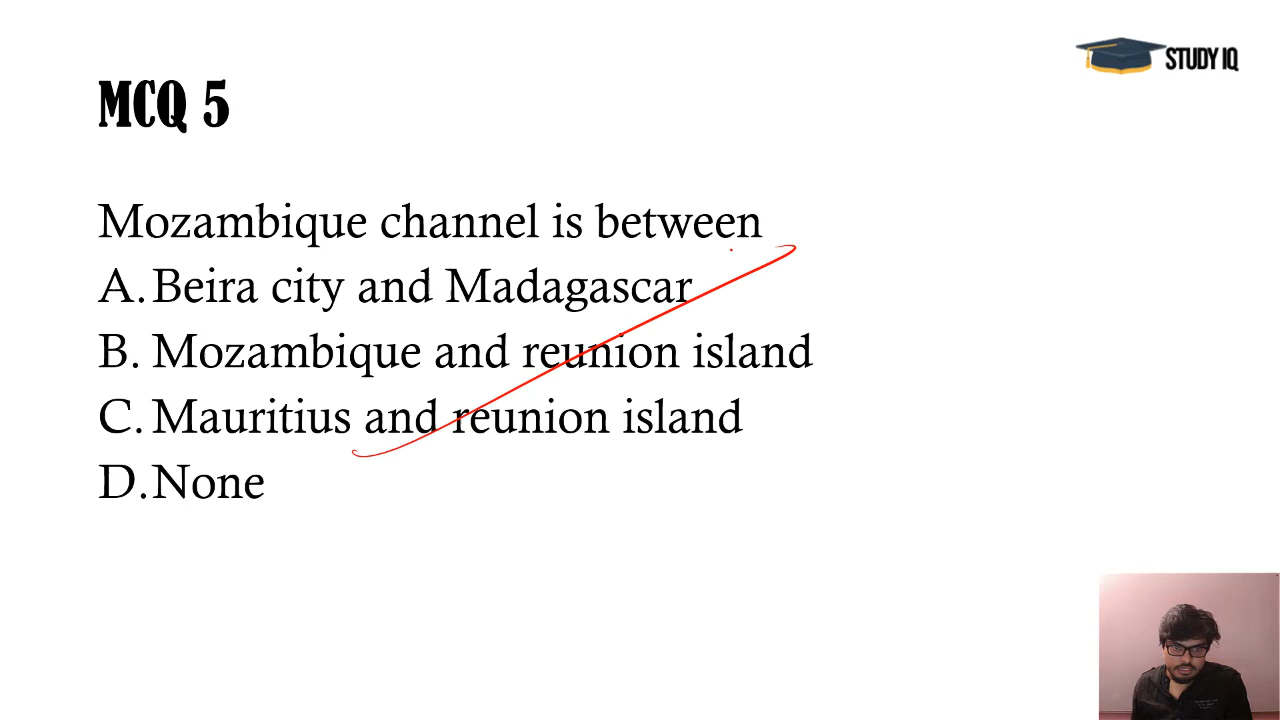 STUDY IQ
MCQ 5
Mozambique channel is between
A. Beira city and Madagascar
B. Mozambique and reunion island
C. Mauritius and reunion island
D. None